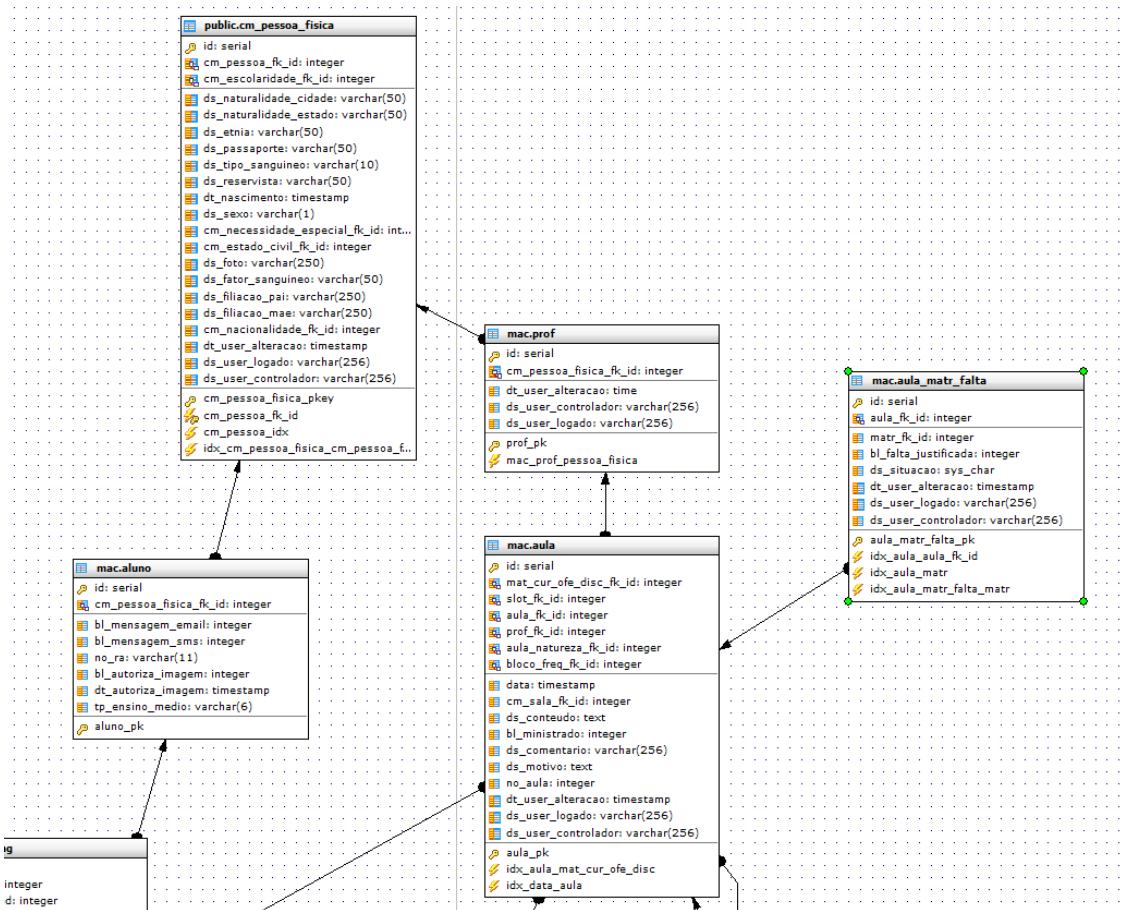 public.cm_pessoa_fisica
id: serial
cm_pessoa_fk_id: integer
cm_escolaridade_fk_id: integer
ds_naturalidade_cidade: varchar(50)
ds_naturalidade_estado: varchar(50)
ds_etnia: varchar(50)
ds_passaporte: varchar(50)
ds_tipo_sanguineo: varchar(10)
ds_reservista: varchar(50)
dt_nascimento: timestamp
ds_sexo: varchar(1)
cm_necessidade_especial_fk_id: int...
cm_estado_civil_fk_id: integer
ds_foto: varchar(250)
ds_fator_sanguineo: varchar(50)
ds_filiacao_pai: varchar(250)
ds_filiacao_mae: varchar(250)
cm_nacionalidade_fk_id: integer
dt_user_alteracao: timestamp
ds_user_logado: varchar(256)
ds_user_controlador: varchar(256)
cm_pessoa_fisica_pkey
cm_pessoa_fk_id
cm_pessoa_idx
idx_cm_pessoa_fisica_cm_pessoa_f...
mac.prof
id: serial
cm_pessoa_fisica_fk_id: integer
dt_user_alteracao: time
ds_user_controlador: varchar(256)
ds_user_logado: varchar(256)
prof_pk
mac_prof_pessoa_fisica
mac.aula_matr_falta
id: serial
aula_fk_id: integer
matr_fk_id: integer
bl_falta_justificada: integer
ds_situacao: sys_char
dt_user_alteracao: timestamp
ds_user_logado: varchar(256)
ds_user_controlador: varchar(256)
aula_matr_falta_pk
idx_aula_aula_fk_id
idx_aula_matr
idx_aula_matr_falta_matr
mac.aluno
id: serial
cm_pessoa_fisica_fk_id: integer
bl_mensagem_email: integer
bl_mensagem_sms: integer
no_ra: varchar(11)
bl_autoriza_imagem: integer
dt_autoriza_imagem: timestamp
tp_ensino_medio: varchar(6)
aluno_pk
mac.aula
id: serial
mat_cur_ofe_disc_fk_id: integer
slot_fk_id: integer
aula_fk_id: integer
prof_fk_id: integer
aula_natureza_fk_id: integer
bloco_freq_fk_id: integer
data: timestamp
cm_sala_fk_id: integer
ds_conteudo: text
bl_ministrado: integer
ds_comentario: varchar(256)
ds_motivo: text
no_aula: integer
dt_user_alteracao: timestamp
ds_user_logado: varchar(256)
ds_user_controlador: varchar(256)
aula_pk
idx_aula_mat_cur_ofe_disc
idx_data_aula
g
integer
d: integer